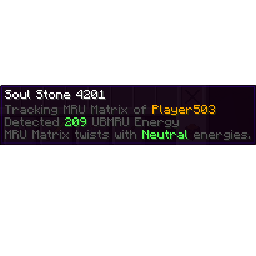 Soul Stone 4201
Tracking MRU Matrix of Player503
Detected 209 UBMRU Energy
MRU Matrix twists with Neutral energies.